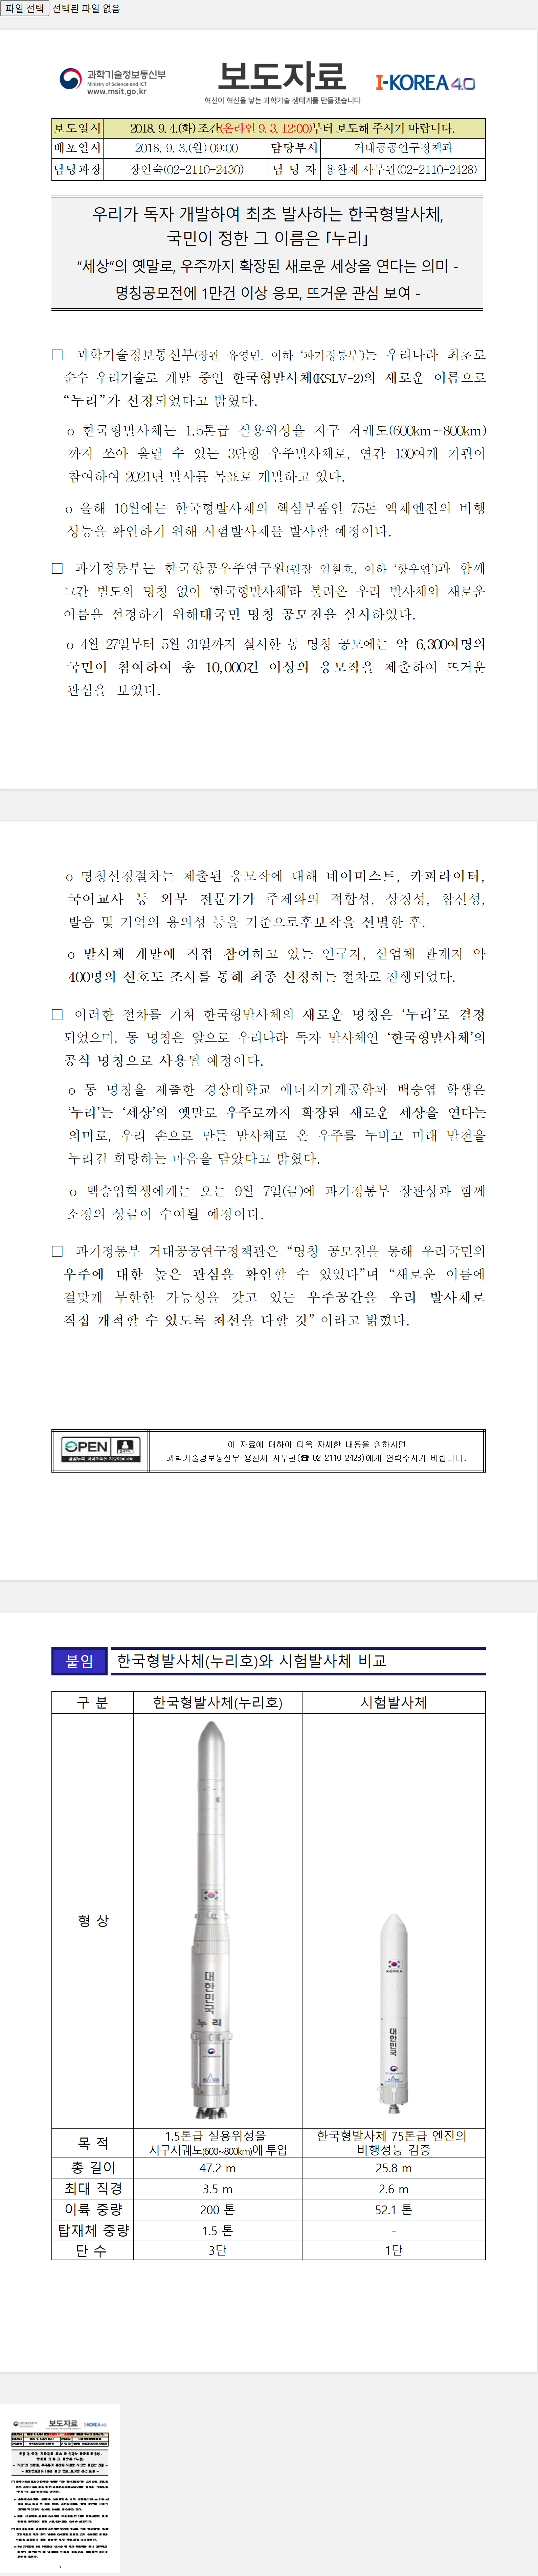 파일 선택 선택된 파일 없음
과학기술정보통신부
Ministry of Science and ICT
www.msit.go.kr
보도자료
혁신이 혁신을 낳는 과학기술 생태계를 만들겠습니다
I-KOREA 4.0
보도일시 2018. 9. 4.(화) 조간(온라인 9. 3. 12:00)부터 보도해 주시기 바랍니다.
배포일시 2018. 9. 3.(월) 09:00 담당부서 거대공공연구정책과
담당과장 장인숙(02-2110-2430) 담 당 자 용찬재 사무관(02-2110-2428)
우리가 독자 개발하여 최초 발사하는 한국형발사체,
국민이 정한 그 이름은 「누리」
“세상”의 옛말로, 우주까지 확장된 새로운 세상을 연다는 의미 -
명칭공모전에 1만건 이상 응모, 뜨거운 관심 보여 -
□ 과학기술정보통신부(장관 유영민, 이하 ‘과기정통부’)는 우리나라 최초로
순수 우리기술로 개발 중인 한국형발사체(KSLV-2)의 새로운 이름으로
“누리”가 선정되었다고 밝혔다.
o 한국형발사체는 1.5톤급 실용위성을 지구 저궤도(600km~800km)
까지 쏘아 올릴 수 있는 3단형 우주발사체로, 연간 130여개 기관이
참여하여 2021년 발사를 목표로 개발하고 있다.
o 올해 10월에는 한국형발사체의 핵심부품인 75톤 액체엔진의 비행
성능을 확인하기 위해 시험발사체를 발사할 예정이다.
□ 과기정통부는 한국항공우주연구원(원장 임철호, 이하 ‘항우연’)과 함께
그간 별도의 명칭 없이 ‘한국형발사체’라 불려온 우리 발사체의 새로운
이름을 선정하기 위해대국민 명칭 공모전을 실시하였다.
o 4월 27일부터 5월 31일까지 실시한 동 명칭 공모에는 약 6,300여명의
국민이 참여하여 총 10,000건 이상의 응모작을 제출하여 뜨거운
관심을 보였다.
o 명칭선정절차는 제출된 응모작에 대해 네이미스트, 카피라이터,
국어교사 등 외부 전문가가 주제와의 적합성, 상징성, 참신성,
발음 및 기억의 용의성 등을 기준으로후보작을 선별한 후,
o 발사체 개발에 직접 참여하고 있는 연구자, 산업체 관계자 약
400명의 선호도 조사를 통해 최종 선정하는 절차로 진행되었다.
□ 이러한 절차를 거쳐 한국형발사체의 새로운 명칭은 ‘누리’로 결정
되었으며, 동 명칭은 앞으로 우리나라 독자 발사체인 ‘한국형발사체’의
공식 명칭으로 사용될 예정이다.
o 동 명칭을 제출한 경상대학교 에너지기계공학과 백승엽 학생은
‘누리’는 ‘세상’의 옛말로 우주로까지 확장된 새로운 세상을 연다는
의미로, 우리 손으로 만든 발사체로 온 우주를 누비고 미래 발전을
누리길 희망하는 마음을 담았다고 밝혔다.
o 백승엽학생에게는 오는 9월 7일(금)에 과기정통부 장관상과 함께
소정의 상금이 수여될 예정이다.
□ 과기정통부 거대공공연구정책관은 “명칭 공모전을 통해 우리국민의
우주에 대한 높은 관심을 확인할 수 있었다”며 “새로운 이름에
걸맞게 무한한 가능성을 갖고 있는 우주공간을 우리 발사체로
직접 개척할 수 있도록 최선을 다할 것” 이라고 밝혔다.
OPEN
이 자료에 대하여 더욱 자세한 내용을 원하시면
과학기술정보통신부 용찬재 사무관(☎ 02-2110-2428)에게 연락주시기 바랍니다.
붙임 한국형발사체(누리호)와 시험발사체 비교
구 분 한국형발사체(누리호) 시험발사체
형 상
대한민국
누리
KOREA
대한민국
목 적 1.5톤급 실용위성을 지구저궤도(600~800km)에 투입 한국형발사체 75톤급 엔진의 비행성능 검증
총 길이 47.2 m 25.8 m
최대 직경 3.5 m 2.6 m
이륙 중량 200 톤 52.1 톤
탑재체 중량 1.5 톤 -
단 수 3단 1단
보도자료
I-KOREA 4.0